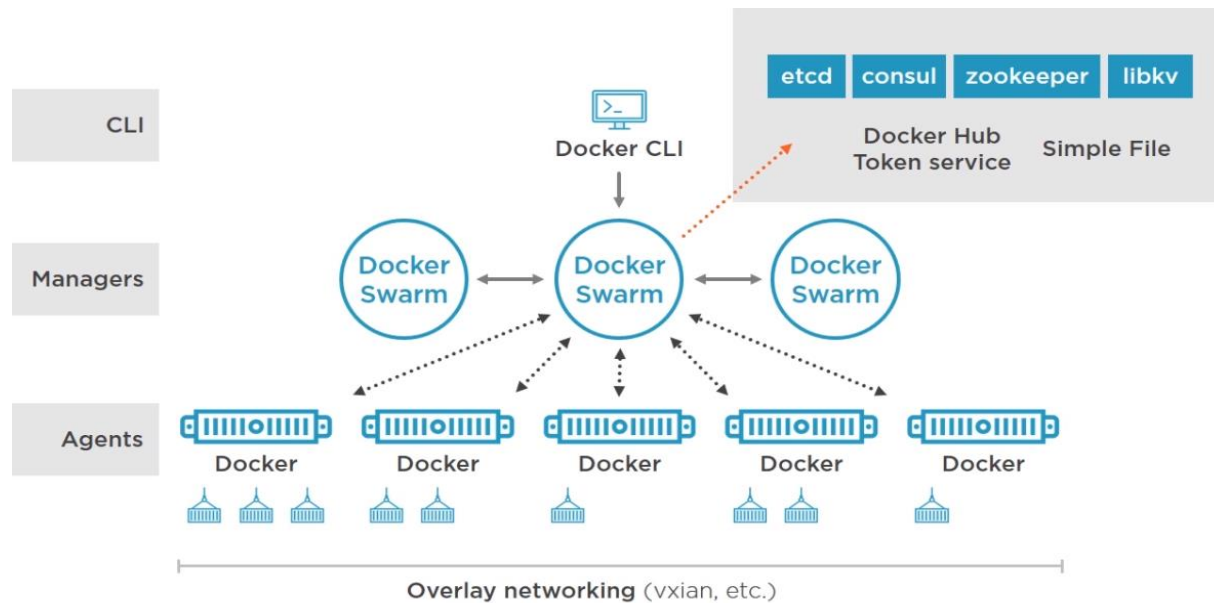 etcd consul zookeeper libkv
CLI
Docker CLI
Docker Hub
Token service
Simple File
Managers
Docker
Swarm
Docker
Swarm
Docker
Swarm
Agents
Docker
Docker
Docker
Docker
Docker
Overlay networking (vxian, etc.)